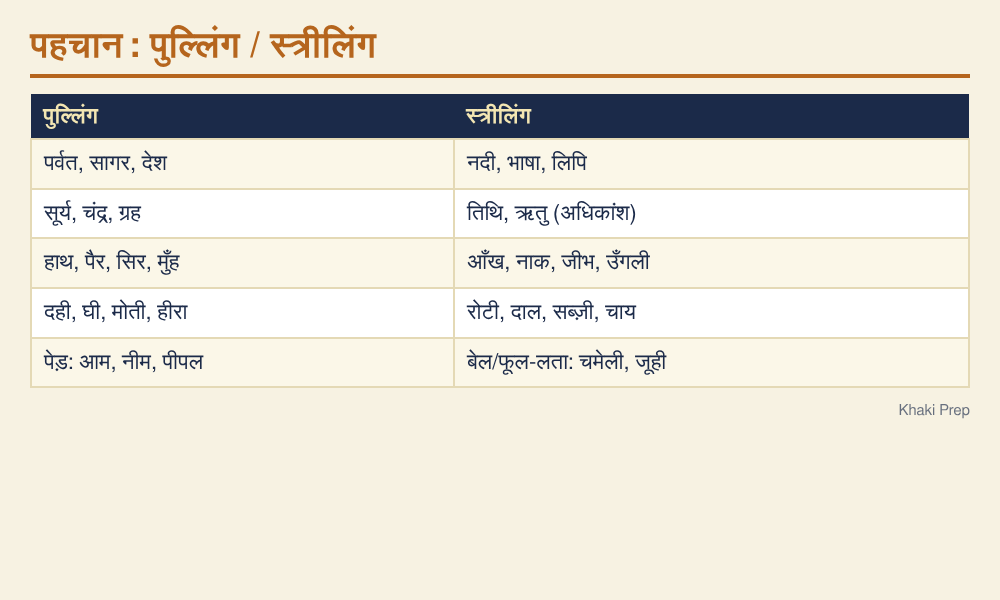 पहचान : पुल्लिंग / स्त्रीलिंग
पुल्लिंग स्त्रीलिंग
पर्वत, सागर, देश नदी, भाषा, लिपि
सूर्य, चंद्र, ग्रह तिथि, ऋतु (अधिकांश)
हाथ, पैर, सिर, मुँह आँख, नाक, जीभ, उँगली
दही, घी, मोती, हीरा रोटी, दाल, सब्ज़ी, चाय
पेड़: आम, नीम, पीपल बेल/फूल-लता: चमेली, जूही
Khaki Prep